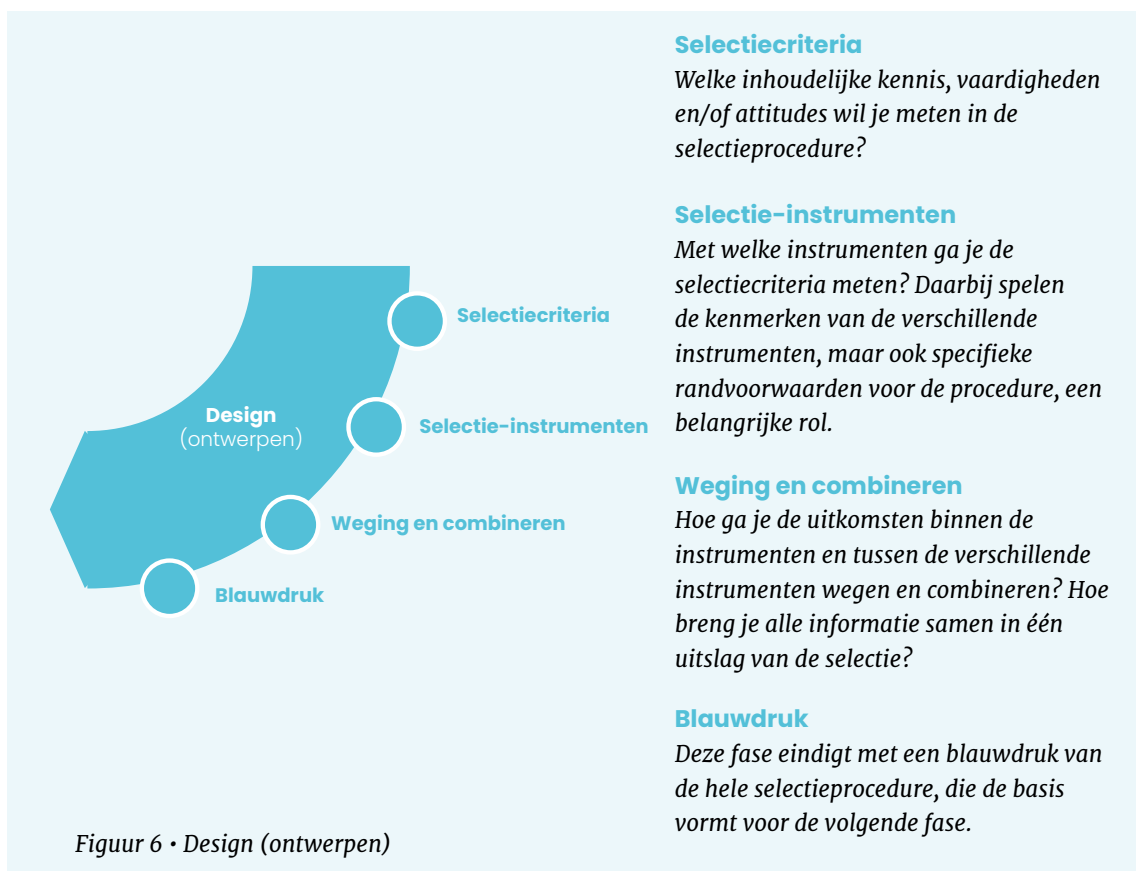 Selectiecriteria
Welke inhoudelijke kennis, vaardigheden
en/of attitudes wil je meten in de
selectieprocedure?
Selectie-instrumenten
Met welke instrumenten ga je de
selectiecriteria meten? Daarbij spelen
de kenmerken van de verschillende
instrumenten, maar ook specifieke
randvoorwaarden voor de procedure, een
belangrijke rol.
Weging en combineren
Hoe ga je de uitkomsten binnen de
instrumenten en tussen de verschillende
instrumenten wegen en combineren? Hoe
breng je alle informatie samen in één
uitslag van de selectie?
Blauwdruk
Deze fase eindigt met een blauwdruk van
de hele selectieprocedure, die de basis
vormt voor de volgende fase.
Design
(ontwerpen)
Selectiecriteria
Selectie-instrumenten
Weging en combineren
Blauwdruk
Figuur 6 • Design (ontwerpen)